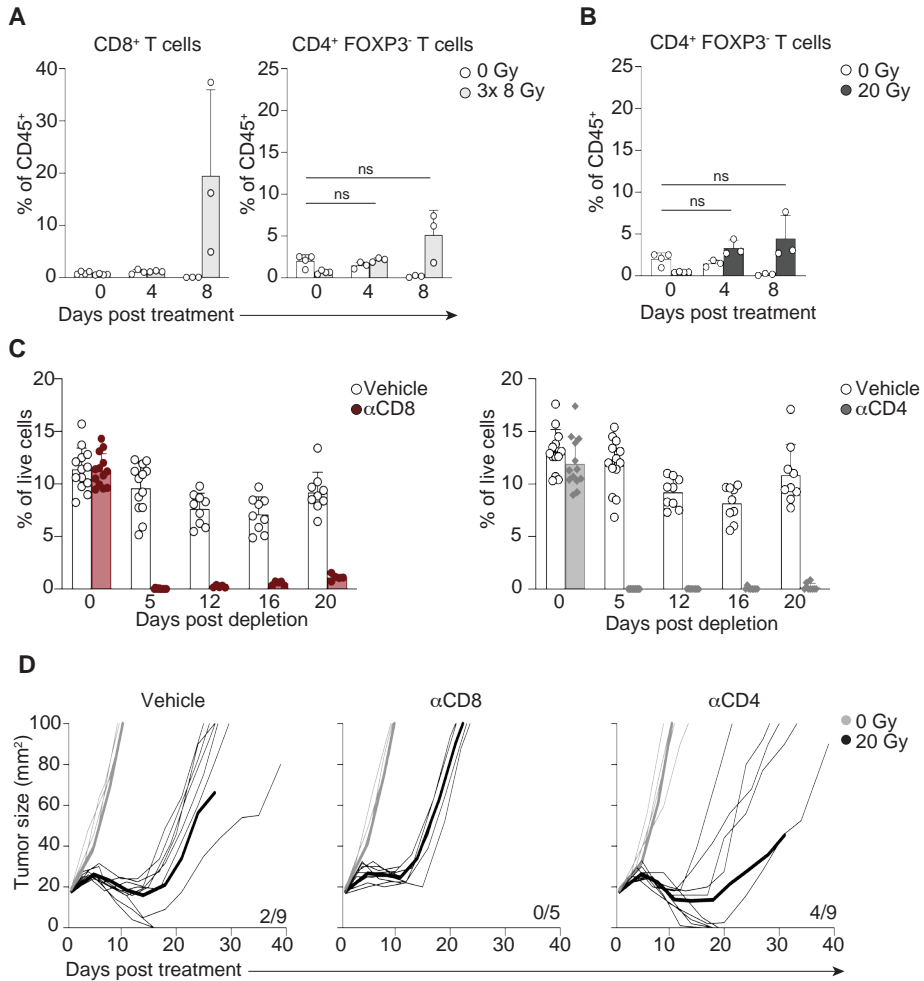 A
CD8⁺ T cells
% of CD45⁺
40
30
20
10
0
0 4 8
CD4⁺ FOXP3⁻ T cells
% of CD45⁺
25
20
15
10
5
0
ns
ns
0 4 8
0 Gy
3x 8 Gy
Days post treatment
B
CD4⁺ FOXP3⁻ T cells
% of CD45⁺
25
20
15
10
5
0
ns
ns
0 4 8
0 Gy
20 Gy
Days post treatment
C
% of live cells
20
15
10
5
0
0 5 12 16 20
Days post depletion
Vehicle
αCD8
% of live cells
20
15
10
5
0
0 5 12 16 20
Days post depletion
Vehicle
αCD4
D
Vehicle
Tumor size (mm²)
100
80
60
40
20
0
2/9
0 10 20 30 40
αCD8
0/5
0 10 20 30 40
αCD4
4/9
0 10 20 30 40
0 Gy
20 Gy
Days post treatment